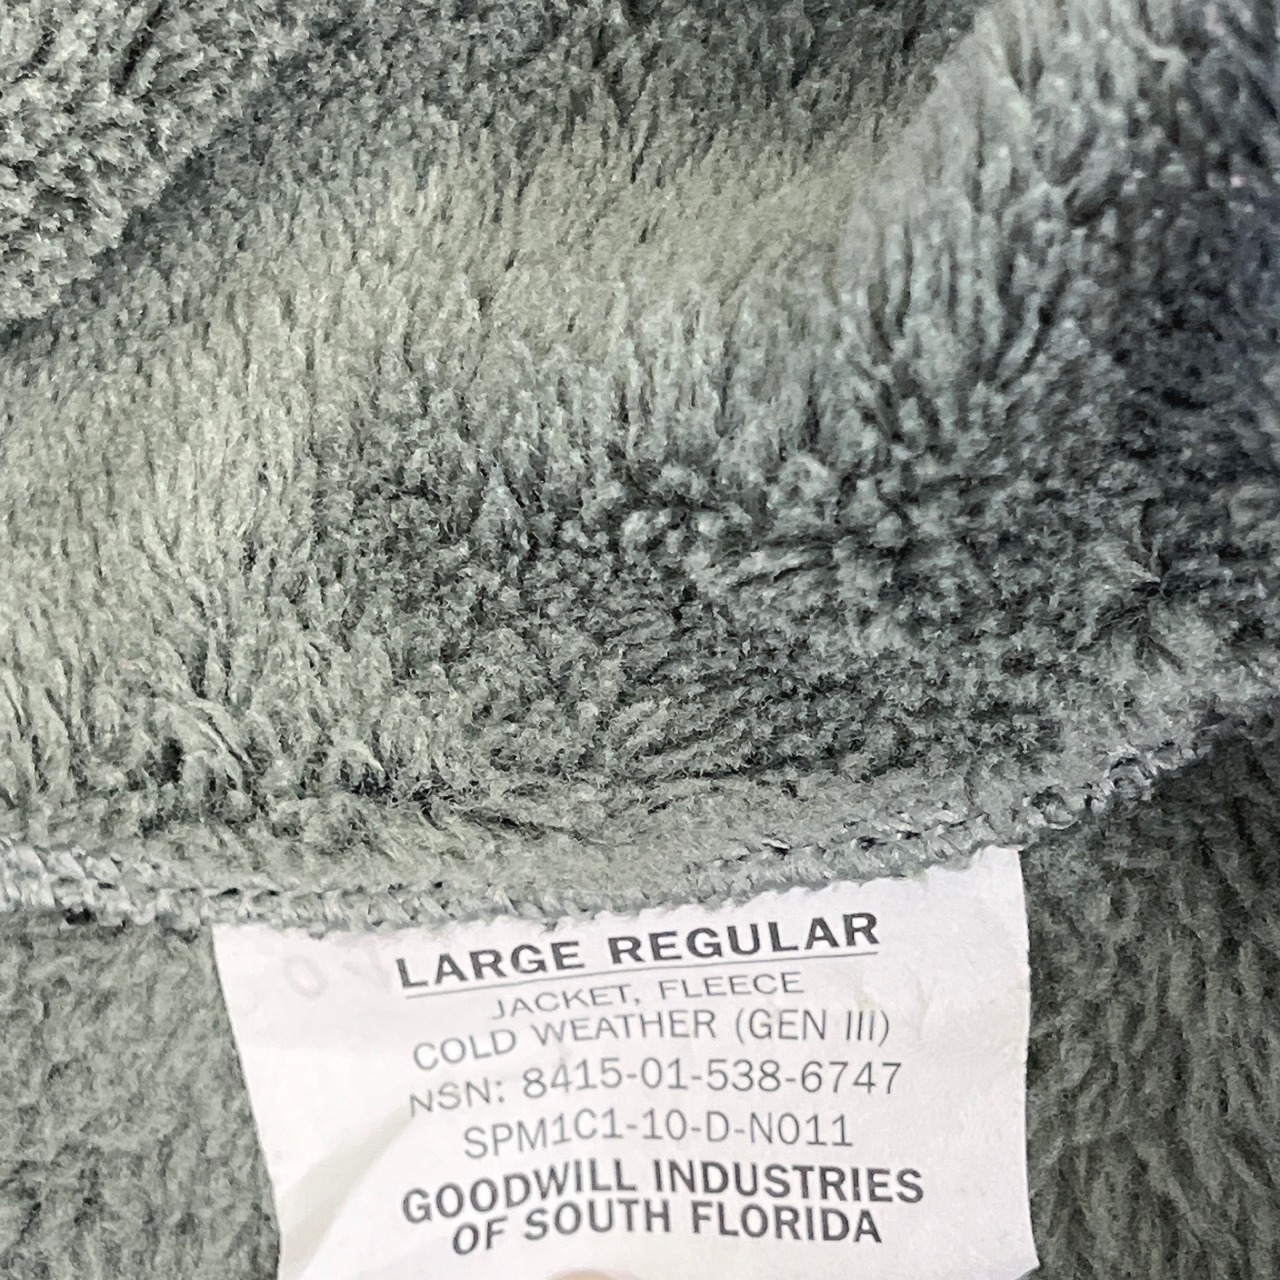 LARGE REGULAR
JACKET, FLEECE
COLD WEATHER (GEN III)
NSN: 8415-01-538-6747
SPM1C1-10-D-N011
GOODWILL INDUSTRIES
OF SOUTH FLORIDA